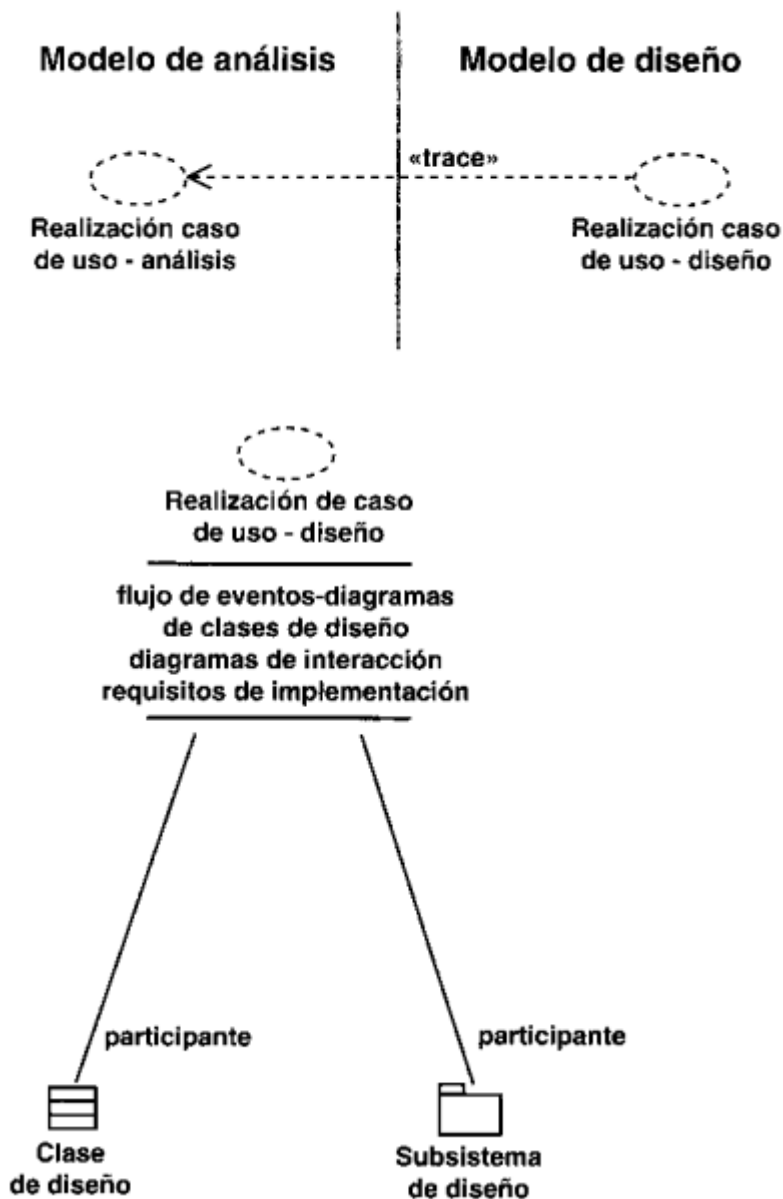 Modelo de análisis
Modelo de diseño
«trace»
Realización caso
de uso - análisis
Realización caso
de uso - diseño
Realización de caso
de uso - diseño
flujo de eventos-diagramas
de clases de diseño
diagramas de interacción
requisitos de implementación
participante
participante
Clase
de diseño
Subsistema
de diseño